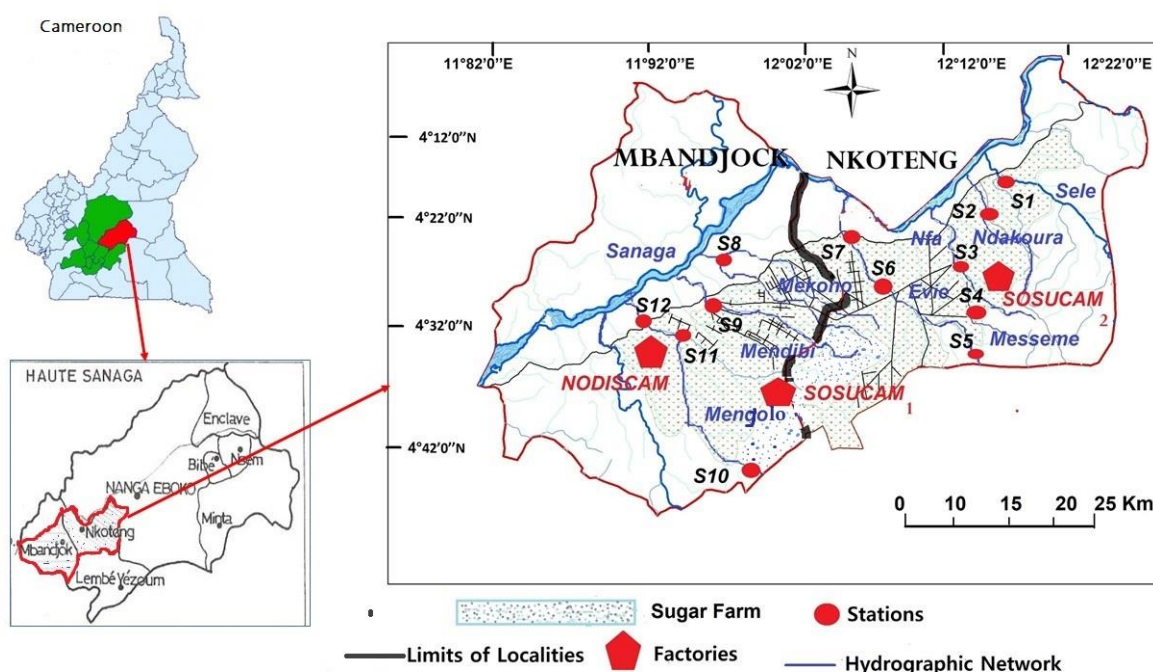 Cameroon
11°82'0''E 11°92'0''E 12°02'0''E 12°12'0''E 12°22'0''E
N
4°12'0''N
4°22'0''N
4°32'0''N
4°42'0''N
MBANDJOCK NKOTENG
Sele
S1
S2
Nfa
Ndakoura
S7
S3
Sanaga
S8
S6
Mekono
Evie
S4
SOSUCAM
2
S12
S9
S5
Messeme
S11
Mendibi
NODISCAM
SOSUCAM
1
Mengolo
jlo
S10
0 5 10 15 20 25 Km
HAUTE SANAGA
Enclave
Bibé
Nsem
NANGA EBOKO
Minta
Nkoteng
Mbandjok
Lembé Yézoum
Sugar Farm
Stations
Limits of Localities
Factories
Hydrographic Network